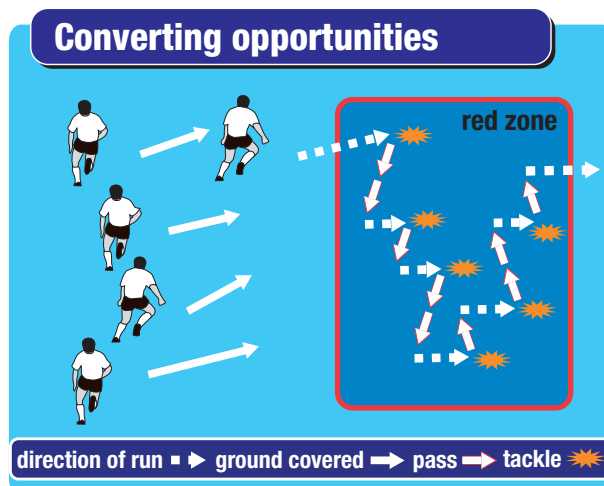 Converting opportunities
red zone
direction of run ground covered pass tackle